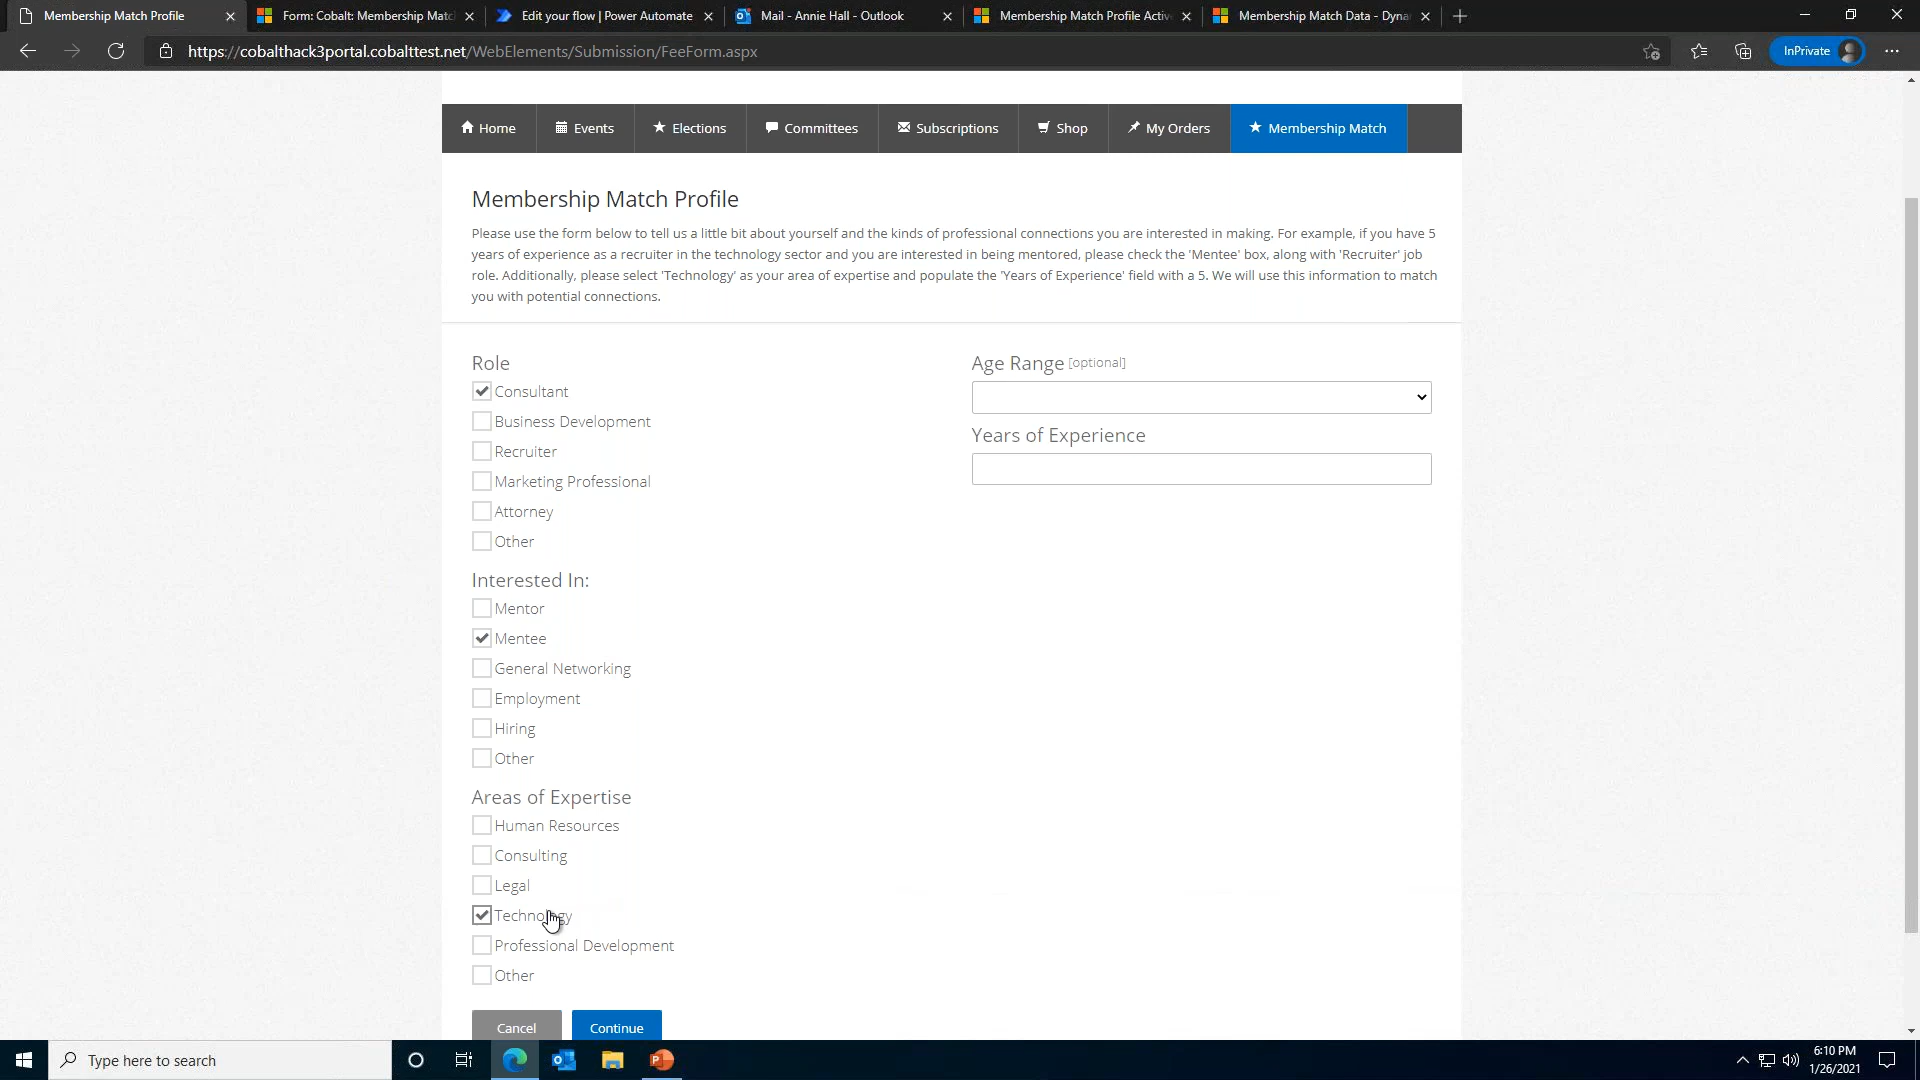 Membership Match Profile
Form: Cobalt: Membership Matc
Edit your flow | Power Automate
Mail - Annie Hall - Outlook
Membership Match Profile Activ
Membership Match Data - Dyna
https://cobalthack3portal.cobalttest.net/WebElements/Submission/FeeForm.aspx
InPrivate
Home
Events
Elections
Committees
Subscriptions
Shop
My Orders
Membership Match
Membership Match Profile
Please use the form below to tell us a little bit about yourself and the kinds of professional connections you are interested in making. For example, if you have 5
years of experience as a recruiter in the technology sector and you are interested in being mentored, please check the 'Mentee' box, along with 'Recruiter' job
role. Additionally, please select 'Technology' as your area of expertise and populate the 'Years of Experience' field with a 5. We will use this information to match
you with potential connections.
Role
Consultant
Business Development
Recruiter
Marketing Professional
Attorney
Other
Interested In:
Mentor
Mentee
General Networking
Employment
Hiring
Other
Areas of Expertise
Human Resources
Consulting
Legal
Technology
Professional Development
Other
Age Range [optional]
Years of Experience
Cancel
Continue
Type here to search
6:10 PM
1/26/2021